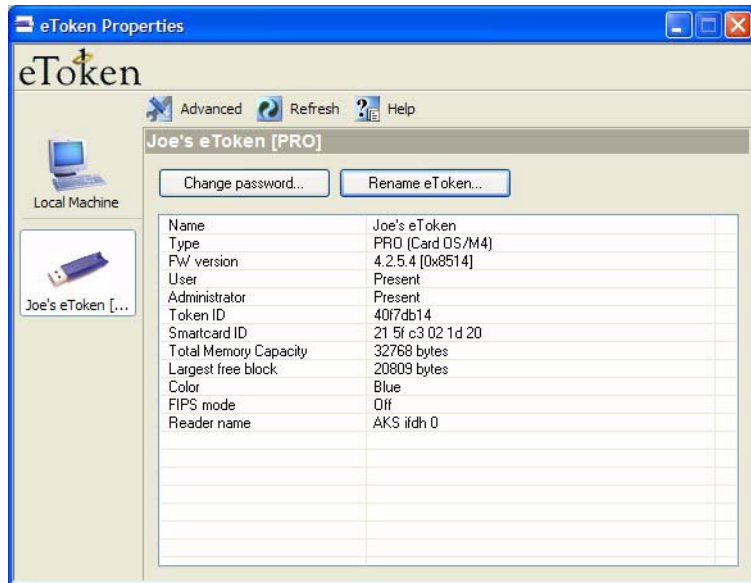 eToken Properties
eToken
Advanced Refresh Help
Joe's eToken [PRO]
Change password... Rename eToken...
Local Machine
Joe's eToken [...
Name Joe's eToken
Type PRO (Card OS/M4)
FW version 4.2.5.4 [0x8514]
User Present
Administrator Present
Token ID 40f7db14
Smartcard ID 21 5f c3 02 1d 20
Total Memory Capacity 32768 bytes
Largest free block 20809 bytes
Color Blue
FIPS mode Off
Reader name AKS ifdh 0